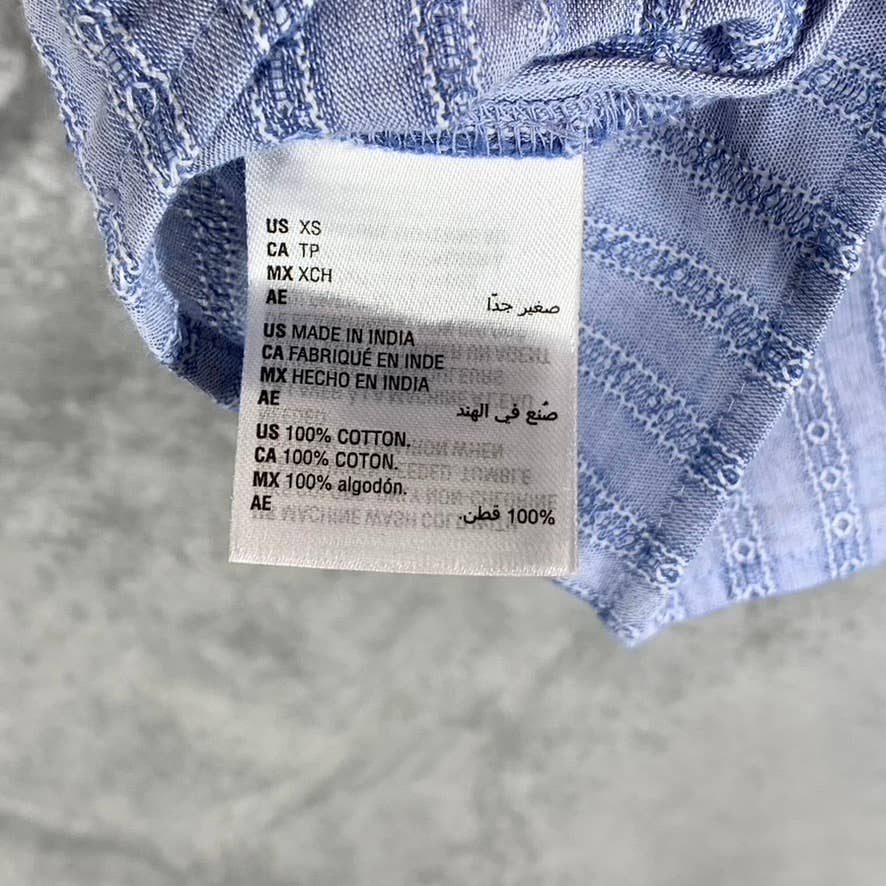 US XS
CA TP
MX XCH
AE صغير جدّا
US MADE IN INDIA
CA FABRIQUÉ EN INDE
MX HECHO EN INDIA
AE صُنع في الهند
US 100% COTTON.
CA 100% COTON.
MX 100% algodón.
AE 100% قطن.